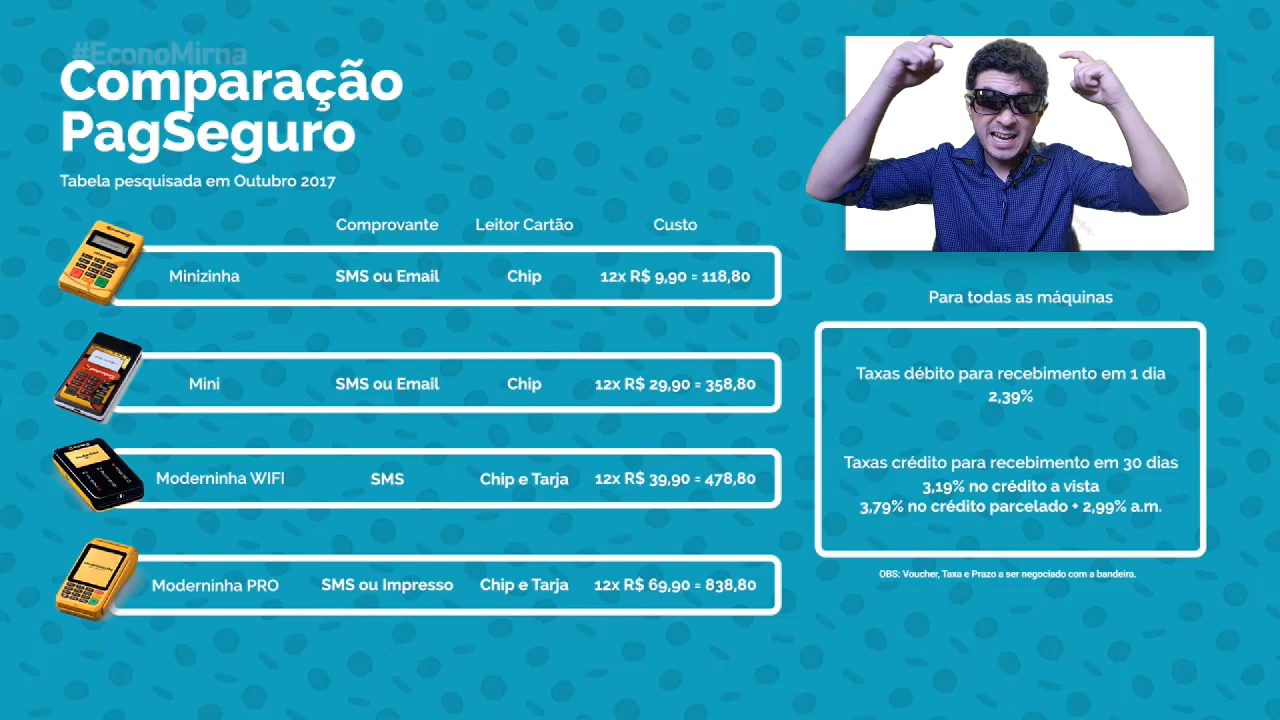 #EconoMirna
Comparação
PagSeguro
Tabela pesquisada em Outubro 2017
Comprovante Leitor Cartão Custo
Minizinha SMS ou Email Chip 12x R$ 9,90 = 118,80
Mini SMS ou Email Chip 12x R$ 29,90 = 358,80
Moderninha WIFI SMS Chip e Tarja 12x R$ 39,90 = 478,80
Moderninha PRO SMS ou Impresso Chip e Tarja 12x R$ 69,90 = 838,80
Para todas as máquinas
Taxas débito para recebimento em 1 dia
2,39%
Taxas crédito para recebimento em 30 dias
3,19% no crédito a vista
3,79% no crédito parcelado + 2,99% a.m.
OBS: Voucher, Taxa e Prazo a ser negociado com a bandeira.